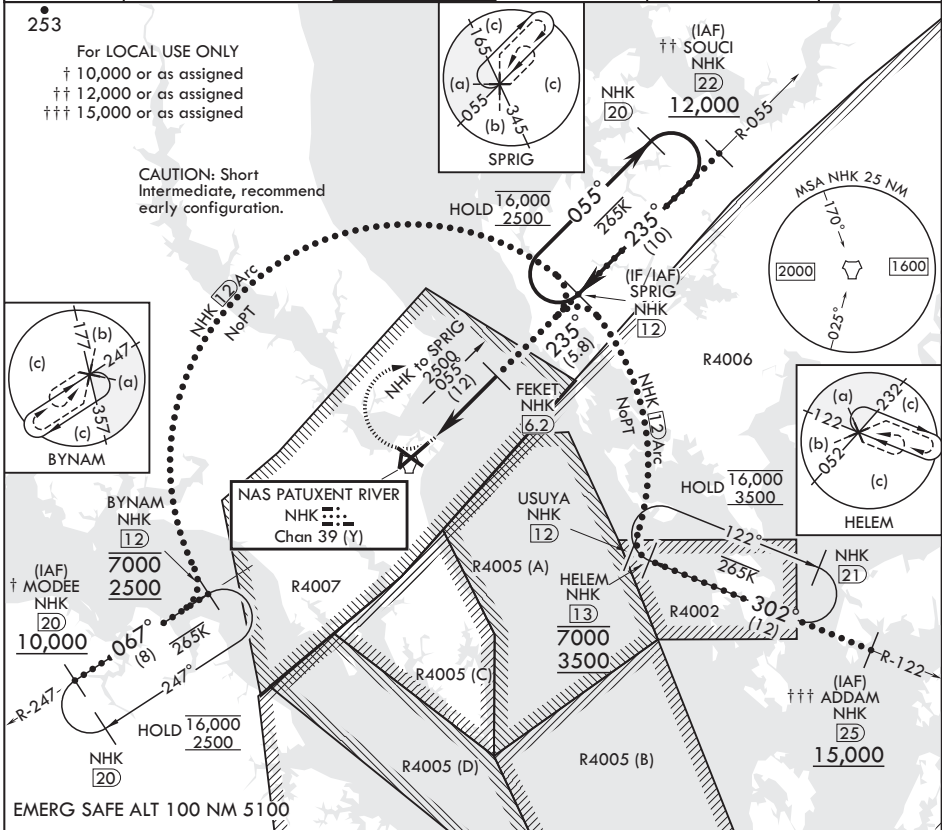 253
For LOCAL USE ONLY
† 10,000 or as assigned
†† 12,000 or as assigned
††† 15,000 or as assigned
CAUTION: Short
Intermediate, recommend
early configuration.
165
(c)
(a)
055
(c)
(b)
345
SPRIG
(IAF)
†† SOUCI
NHK
22
12,000
NHK
20
R-055
HOLD
16,000
2500
055°
265K
235°
(10)
(IF/IAF)
SPRIG
NHK
12
MSA NHK 25 NM
170°
2000
1600
025°
NHK 12 Arc
NoPT
177
(b)
(c)
247
(a)
357
(c)
BYNAM
NHK to SPRIG
2500
055
(12)
235°
(5.8)
FEKET
NHK
6.2
R4006
NHK 12 Arc
NoPT
(a)
232
(c)
122
(b)
052
(c)
HELEM
NAS PATUXENT RIVER
NHK
Chan 39 (Y)
BYNAM
NHK
12
7000
2500
USUYA
NHK
12
HOLD
16,000
3500
122°
265K
NHK
21
(IAF)
† MODEE
NHK
20
10,000
067°
(8)
265K
247°
R-247
HOLD
16,000
2500
NHK
20
R4007
R4005 (A)
HELEM
NHK
13
7000
3500
R4002
302°
(12)
R-122
(IAF)
††† ADDAM
NHK
25
15,000
R4005 (C)
R4005 (D)
R4005 (B)
EMERG SAFE ALT 100 NM 5100